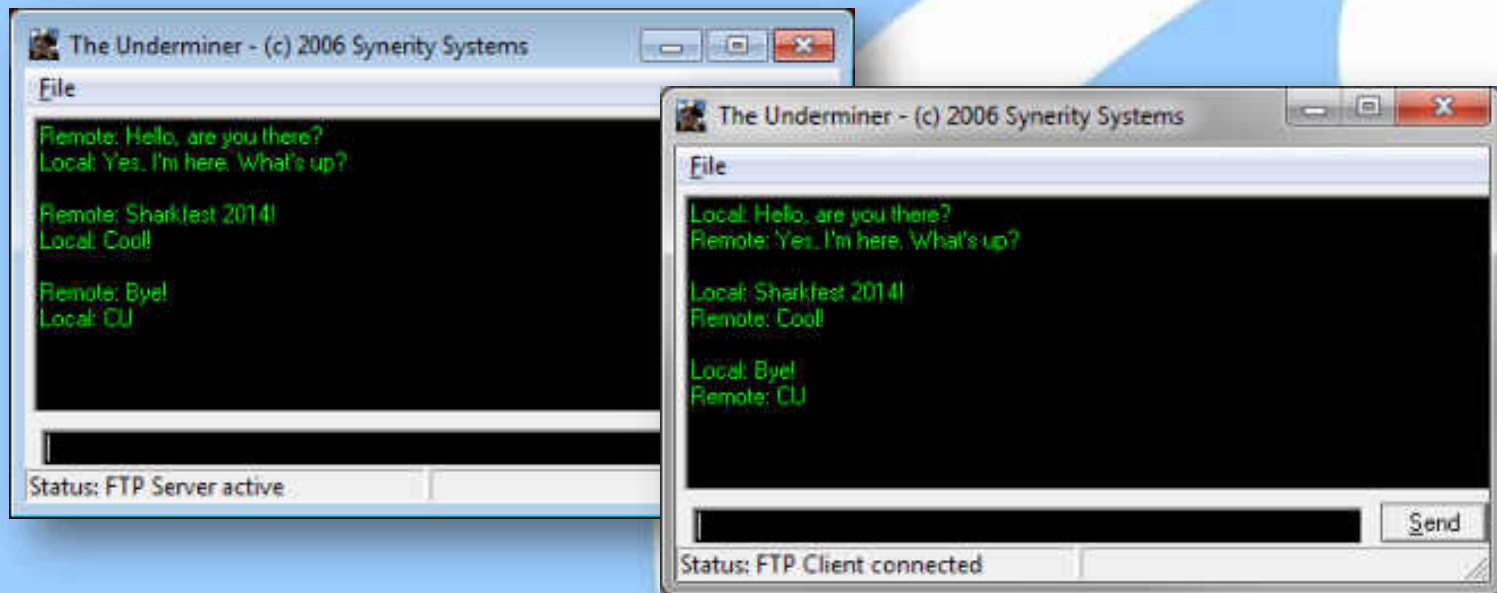 The Underminer - (c) 2006 Synerity Systems
File
Remote: Hello, are you there?
Local: Yes, I'm here. What's up?
Remote: Sharkfest 2014!
Local: Cool!
Remote: Bye!
Local: CU
Status: FTP Server active
The Underminer - (c) 2006 Synerity Systems
File
Local: Hello, are you there?
Remote: Yes, I'm here. What's up?
Local: Sharkfest 2014!
Remote: Cool!
Local: Bye!
Remote: CU
Send
Status: FTP Client connected